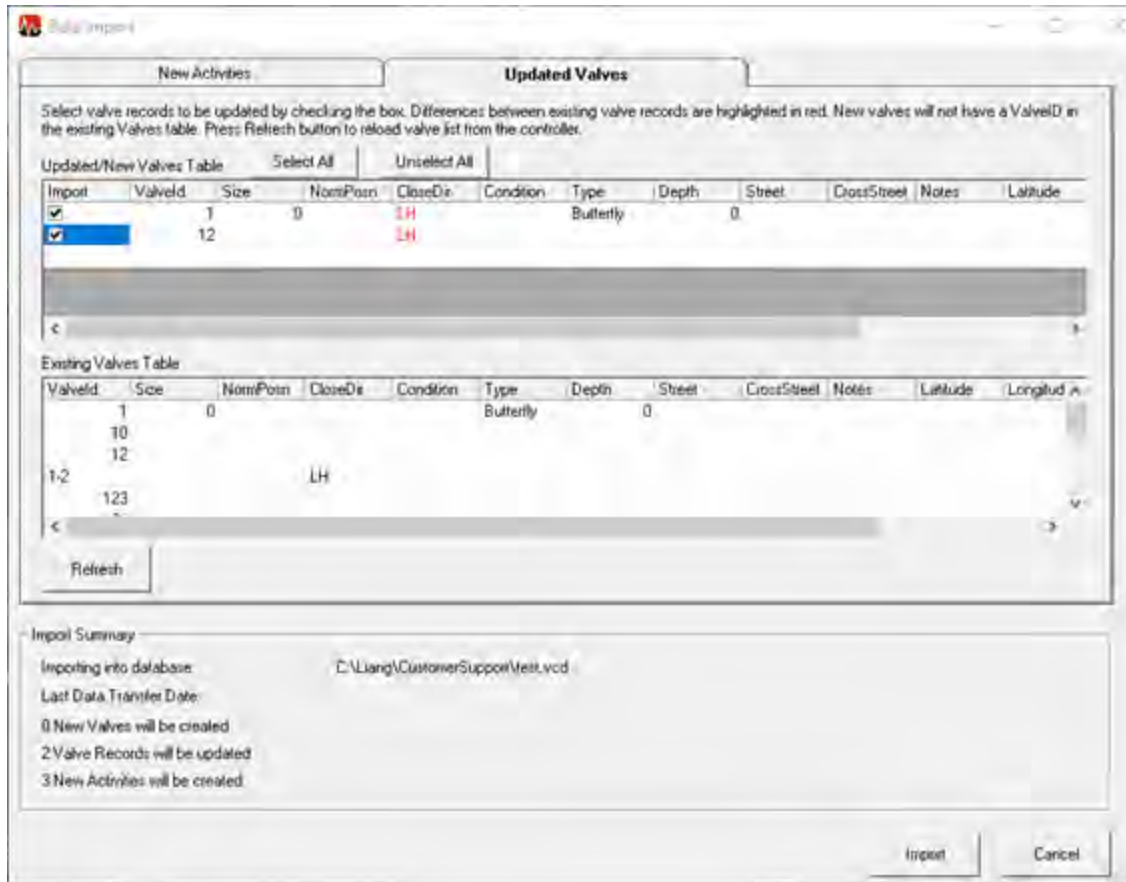 Data Import
New Activities Updated Valves
Select valve records to be updated by checking the box. Differences between existing valve records are highlighted in red. New valves will not have a ValveID in
the existing Valves table. Press Refresh button to reload valve list from the controller.
Updated/New Valves Table Select All Unselect All
Import ValveId Size NormPosn CloseDir Condition Type Depth Street CrossStreet Notes Latitude
1 0 LH Butterfly 0
12 LH
Existing Valves Table
ValveId Size NormPosn CloseDir Condition Type Depth Street CrossStreet Notes Latitude Longitud
1 0 Butterfly 0
10
12
1-2 LH
123
Refresh
Import Summary
Importing into database: C:\Liang\CustomerSupport\test.vcd
Last Data Transfer Date:
0 New Valves will be created
2 Valve Records will be updated
3 New Activities will be created
Import Cancel